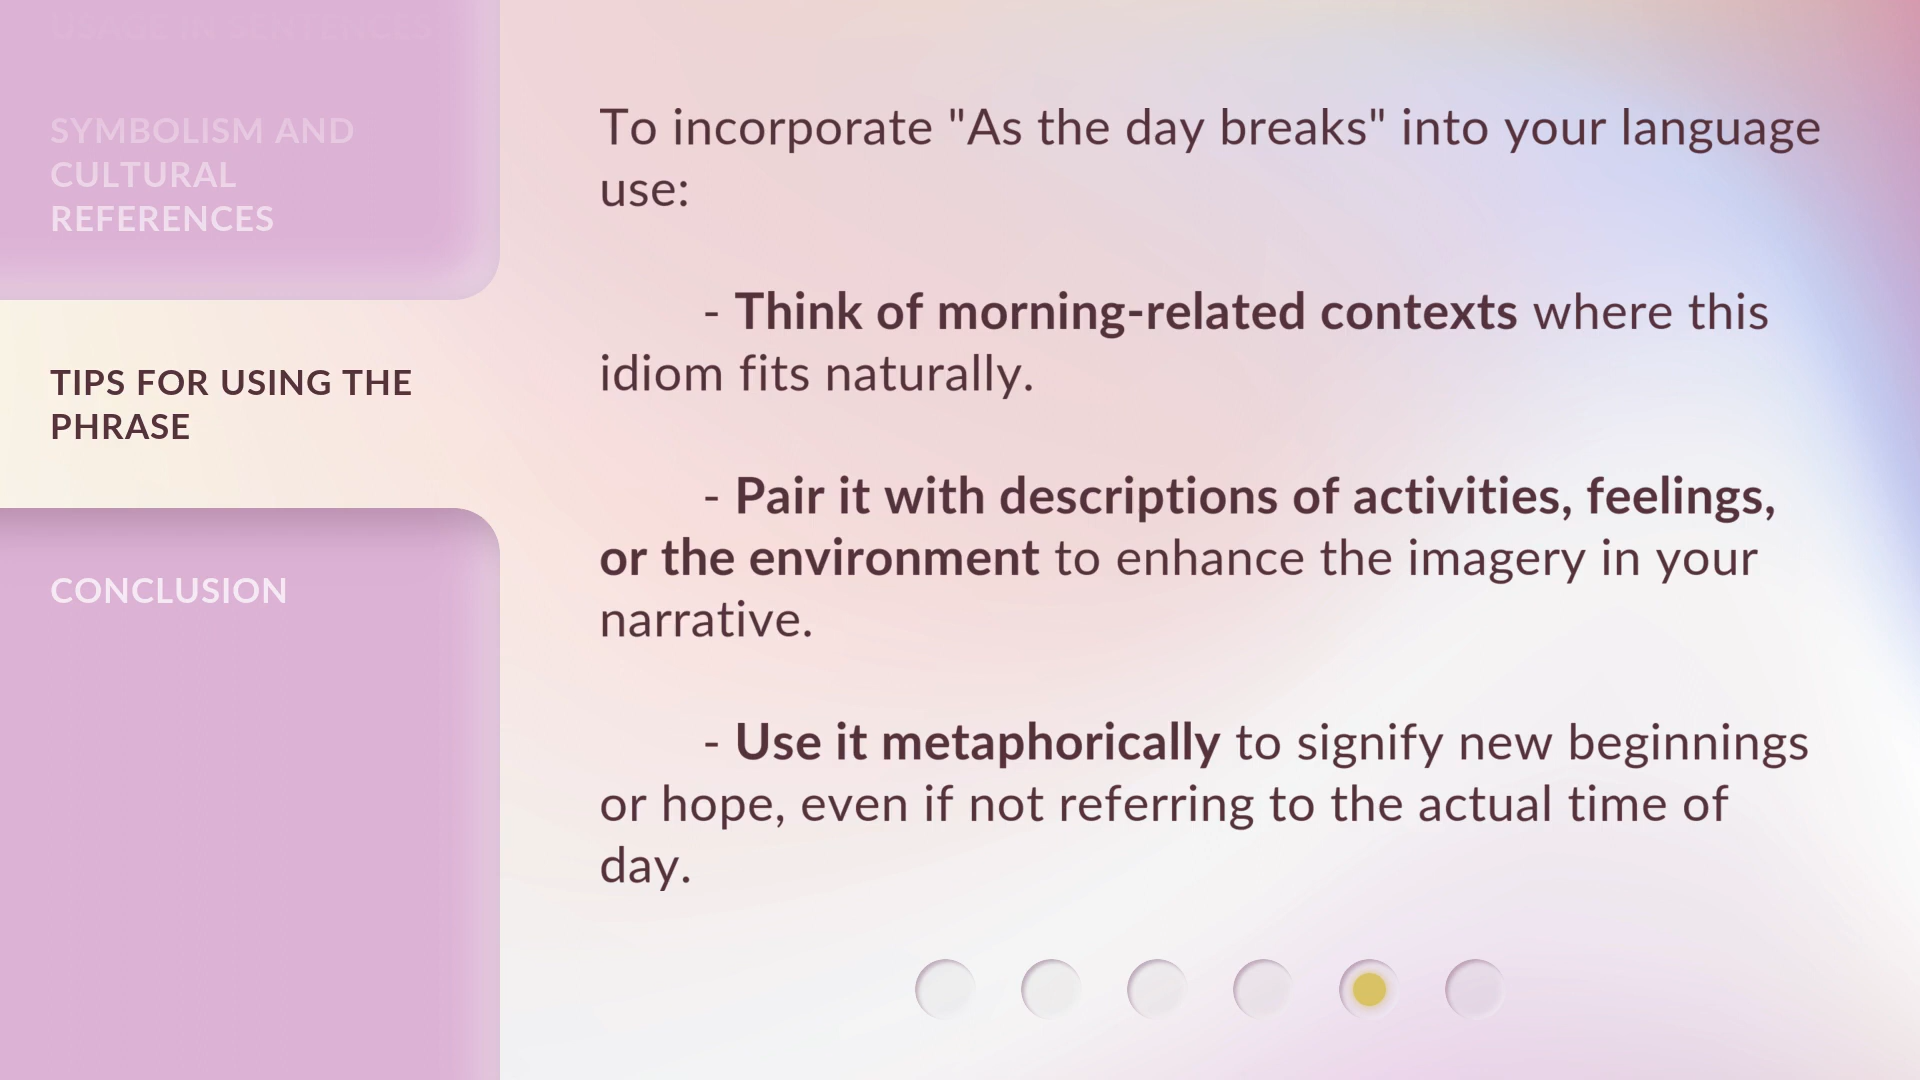 USAGE IN SENTENCES
SYMBOLISM AND
CULTURAL
REFERENCES
TIPS FOR USING THE
PHRASE
CONCLUSION
To incorporate "As the day breaks" into your language
use:
- Think of morning-related contexts where this
idiom fits naturally.
- Pair it with descriptions of activities, feelings,
or the environment to enhance the imagery in your
narrative.
- Use it metaphorically to signify new beginnings
or hope, even if not referring to the actual time of
day.